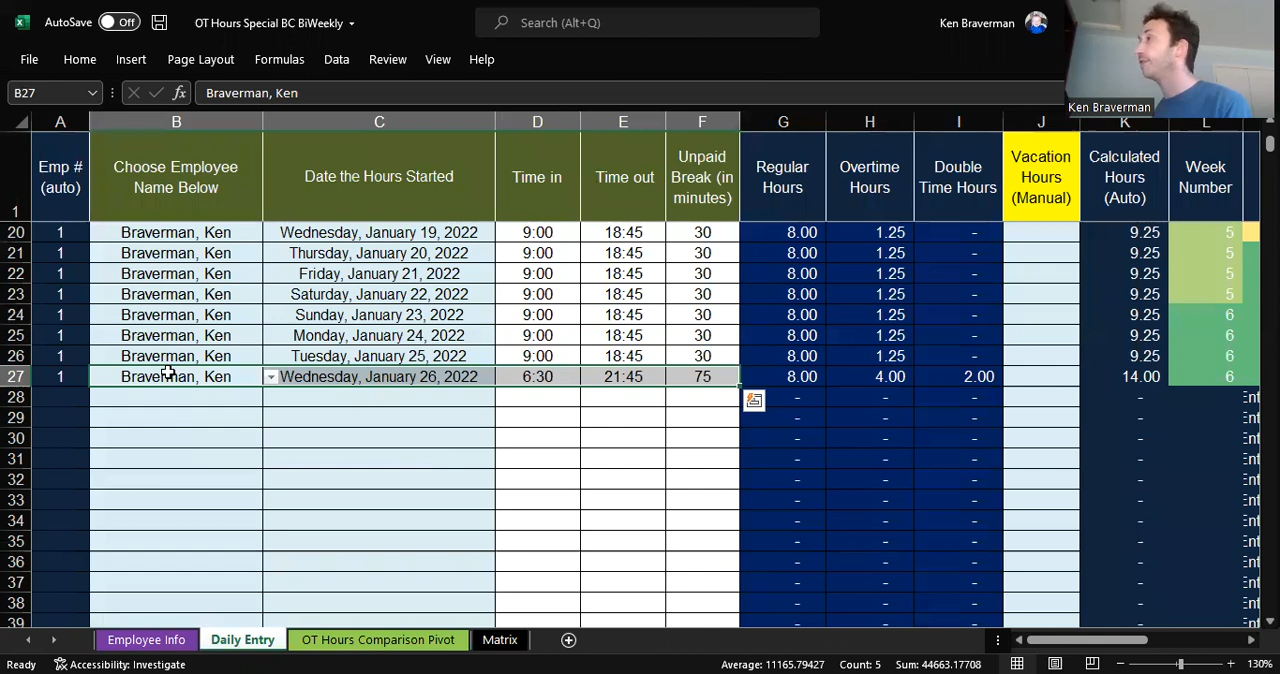 AutoSave Off OT Hours Special BC BiWeekly Search (Alt+Q) Ken Braverman
File Home Insert Page Layout Formulas Data Review View Help
Ken Braverman
B27 fx Braverman, Ken
A B C D E F G H I J K L
1 Emp # (auto) Choose Employee Name Below Date the Hours Started Time in Time out Unpaid Break (in minutes) Regular Hours Overtime Hours Double Time Hours Vacation Hours (Manual) Calculated Hours (Auto) Week Number
20 1 Braverman, Ken Wednesday, January 19, 2022 9:00 18:45 30 8.00 1.25 - 9.25 5
21 1 Braverman, Ken Thursday, January 20, 2022 9:00 18:45 30 8.00 1.25 - 9.25 5
22 1 Braverman, Ken Friday, January 21, 2022 9:00 18:45 30 8.00 1.25 - 9.25 5
23 1 Braverman, Ken Saturday, January 22, 2022 9:00 18:45 30 8.00 1.25 - 9.25 5
24 1 Braverman, Ken Sunday, January 23, 2022 9:00 18:45 30 8.00 1.25 - 9.25 6
25 1 Braverman, Ken Monday, January 24, 2022 9:00 18:45 30 8.00 1.25 - 9.25 6
26 1 Braverman, Ken Tuesday, January 25, 2022 9:00 18:45 30 8.00 1.25 - 9.25 6
27 1 Braverman, Ken Wednesday, January 26, 2022 6:30 21:45 75 8.00 4.00 2.00 14.00 6
28 - - - -
29 - - - -
30 - - - -
31 - - - -
32 - - - -
33 - - - -
34 - - - -
35 - - - -
36 - - - -
37 - - - -
38 - - - -
39
Employee Info Daily Entry OT Hours Comparison Pivot Matrix
Ready Accessibility: Investigate Average: 11165.79427 Count: 5 Sum: 44663.17708 130%